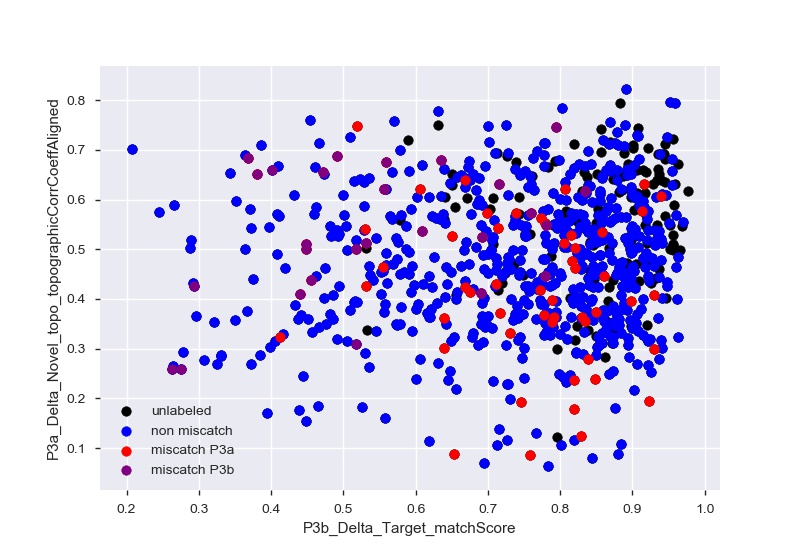 P3a_Delta_Novel_topo_topographicCorrCoeffAligned
0.8
0.7
0.6
0.5
0.4
0.3
0.2
0.1
unlabeled
non miscatch
miscatch P3a
miscatch P3b
0.2 0.3 0.4 0.5 0.6 0.7 0.8 0.9 1.0
P3b_Delta_Target_matchScore